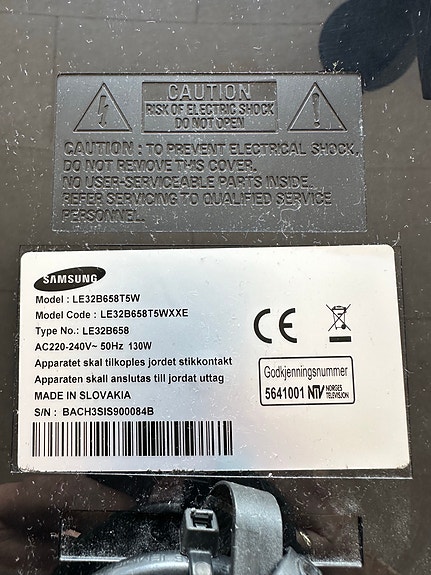 CAUTION
RISK OF ELECTRIC SHOCK
DO NOT OPEN
CAUTION : TO PREVENT ELECTRICAL SHOCK,
DO NOT REMOVE THIS COVER.
NO USER-SERVICEABLE PARTS INSIDE.
REFER SERVICING TO QUALIFIED SERVICE
PERSONNEL.
SAMSUNG
Model : LE32B658T5W
Model Code : LE32B658T5WXXE
Type No.: LE32B658
AC220-240V~ 50Hz 130W
Apparatet skal tilkoples jordet stikkontakt
Apparaten skall anslutas till jordat uttag
MADE IN SLOVAKIA
S/N : BACH3SIS900084B
CE
Godkjenningsnummer
5641001 NTV NORGES
TELEVISJON